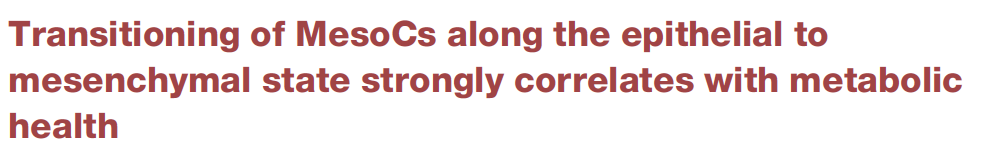 Transitioning of MesoCs along the epithelial to
mesenchymal state strongly correlates with metabolic
health